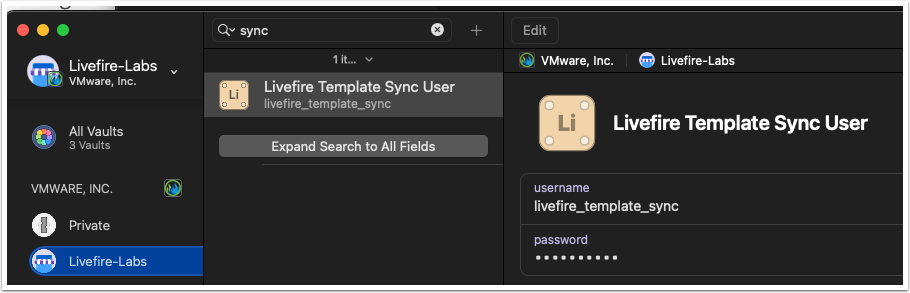 Livefire-Labs
VMware, Inc.
All Vaults
3 Vaults
VMWARE, INC.
Private
Livefire-Labs
sync
1 it...
Li
Livefire Template Sync User
livefire_template_sync
Expand Search to All Fields
Edit
VMware, Inc.
Livefire-Labs
Li
Livefire Template Sync User
username
livefire_template_sync
password
••••••••••